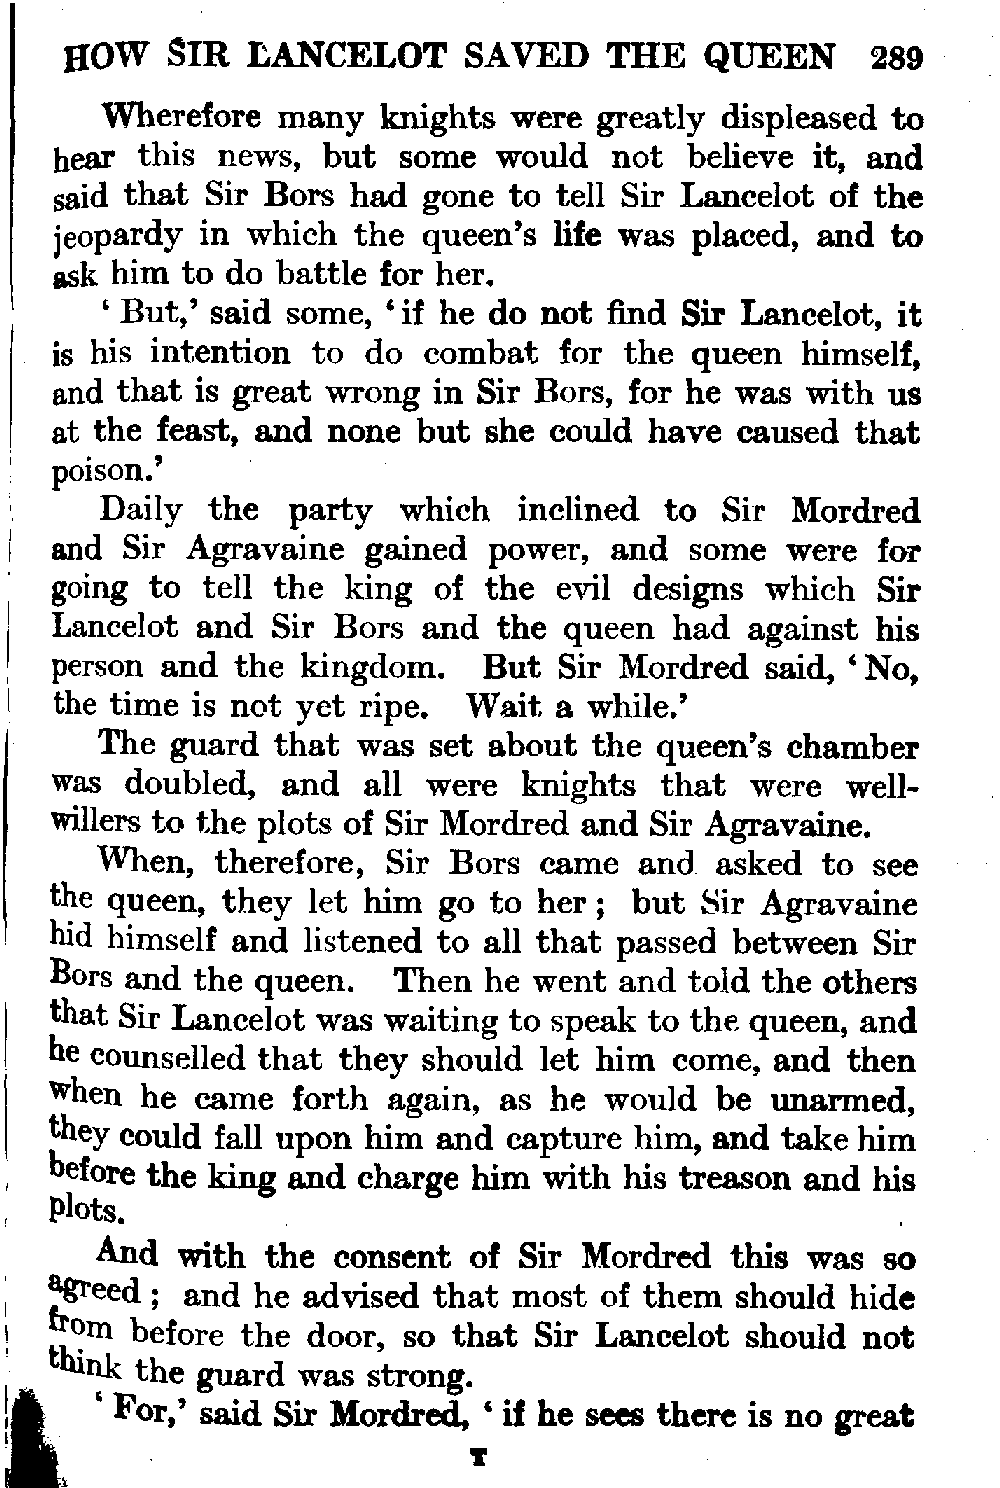 HOW SIR LANCELOT SAVED THE QUEEN 289
Wherefore many knights were greatly displeased to
hear this news, but some would not believe it, and
said that Sir Bors had gone to tell Sir Lancelot of the
jeopardy in which the queen's life was placed, and to
ask him to do battle for her.
' But,' said some, ' if he do not find Sir Lancelot, it
is his intention to do combat for the queen himself,
and that is great wrong in Sir Bors, for he was with us
at the feast, and none but she could have caused that
poison.'
Daily the party which inclined to Sir Mordred
and Sir Agravaine gained power, and some were for
going to tell the king of the evil designs which Sir
Lancelot and Sir Bors and the queen had against his
person and the kingdom. But Sir Mordred said, ' No,
the time is not yet ripe. Wait a while.'
The guard that was set about the queen's chamber
was doubled, and all were knights that were well-
willers to the plots of Sir Mordred and Sir Agravaine.
When, therefore, Sir Bors came and asked to see
the queen, they let him go to her ; but Sir Agravaine
hid himself and listened to all that passed between Sir
Bors and the queen. Then he went and told the others
that Sir Lancelot was waiting to speak to the queen, and
he counselled that they should let him come, and then
when he came forth again, as he would be unarmed,
they could fall upon him and capture him, and take him
before the king and charge him with his treason and his
plots.
And with the consent of Sir Mordred this was so
agreed ; and he advised that most of them should hide
from before the door, so that Sir Lancelot should not
think the guard was strong.
' For,' said Sir Mordred, ' if he sees there is no great
T